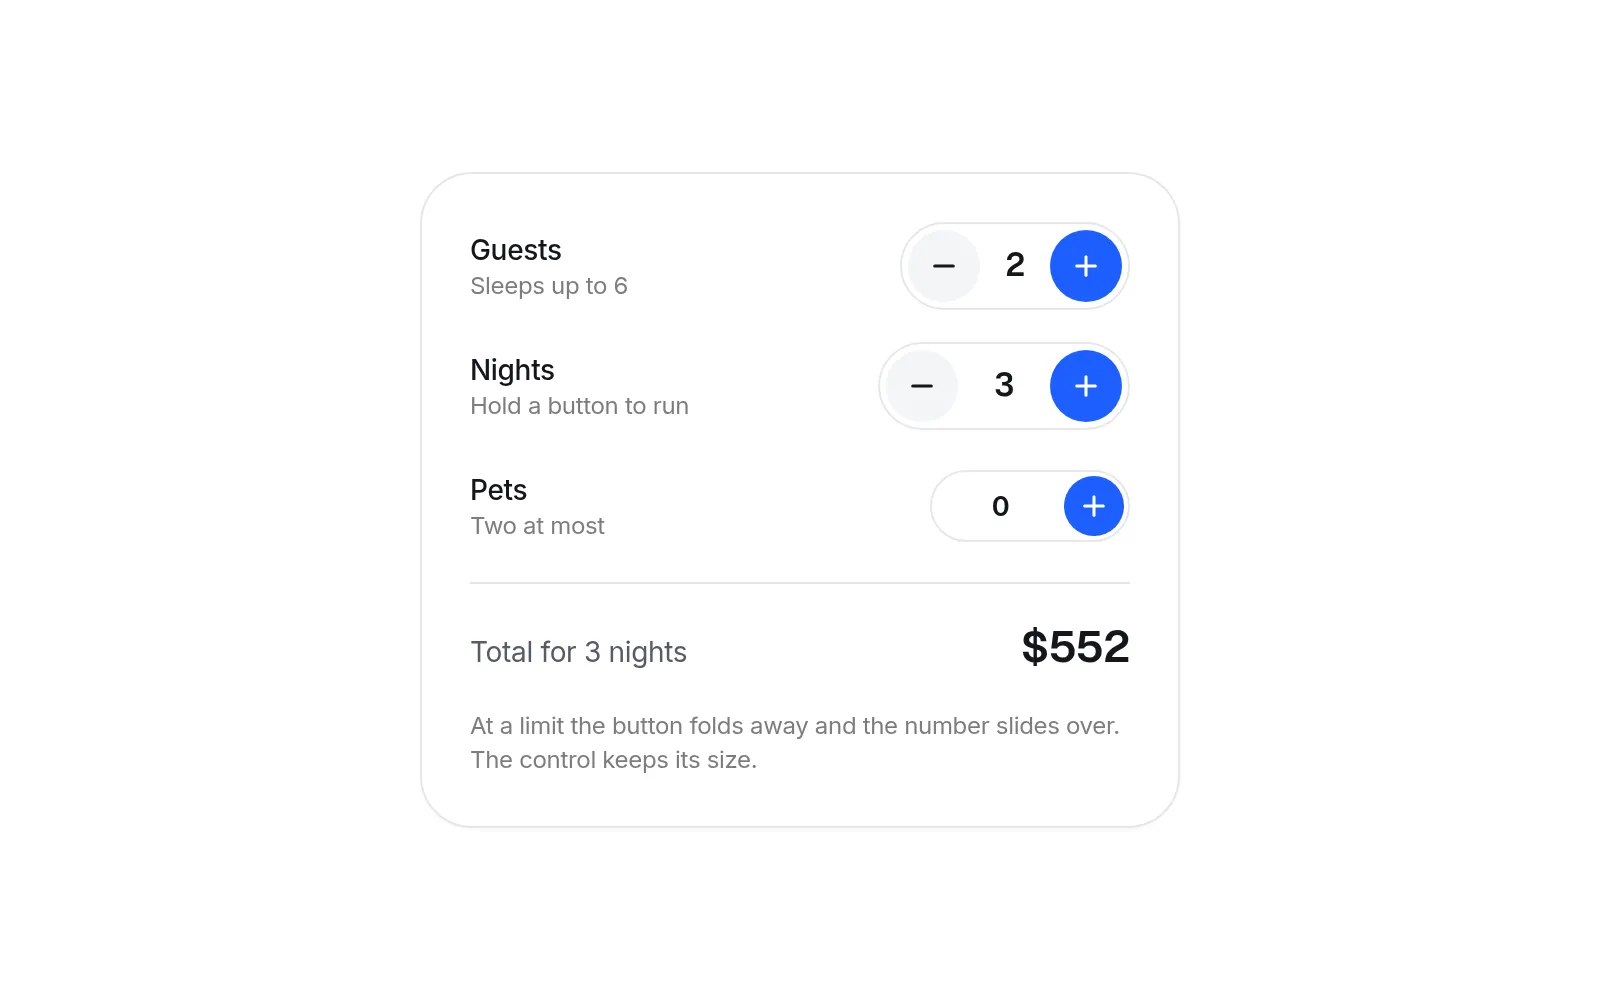 Guests
Sleeps up to 6
− 2 +
Nights
Hold a button to run
− 3 +
Pets
Two at most
0 +
Total for 3 nights
$552
At a limit the button folds away and the number slides over.
The control keeps its size.